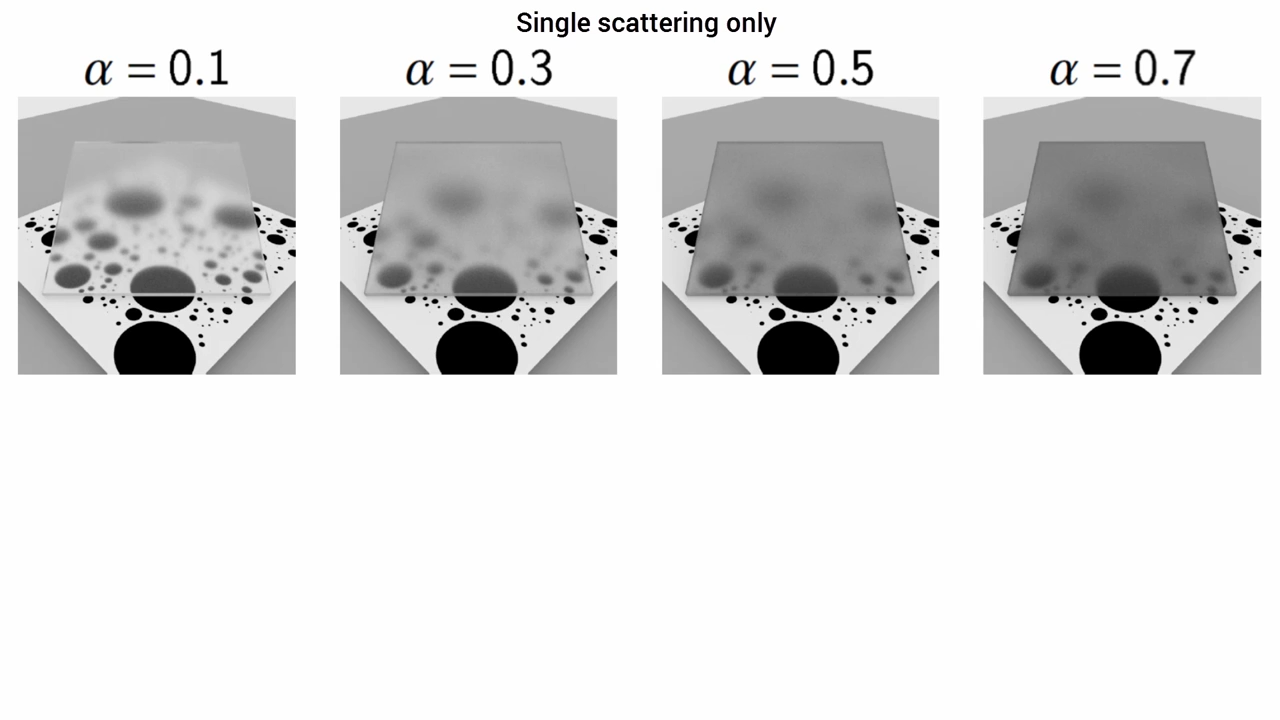 Single scattering only
α = 0.1 α = 0.3 α = 0.5 α = 0.7